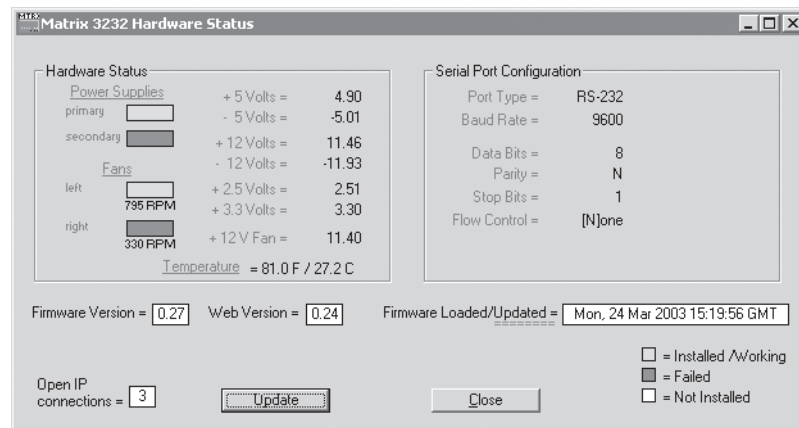 MTRX
Matrix 3232 Hardware Status
Hardware Status
Power Supplies
primary
secondary
Fans
left
795 RPM
right
330 RPM
+ 5 Volts = 4.90
- 5 Volts = -5.01
+ 12 Volts = 11.46
- 12 Volts = -11.93
+ 2.5 Volts = 2.51
+ 3.3 Volts = 3.30
+ 12 V Fan = 11.40
Temperature = 81.0 F / 27.2 C
Serial Port Configuration
Port Type = RS-232
Baud Rate = 9600
Data Bits = 8
Parity = N
Stop Bits = 1
Flow Control = [N]one
Firmware Version = 0.27 Web Version = 0.24 Firmware Loaded/Updated = Mon, 24 Mar 2003 15:19:56 GMT
========
Open IP
connections = 3
Update
Close
= Installed /Working
= Failed
= Not Installed